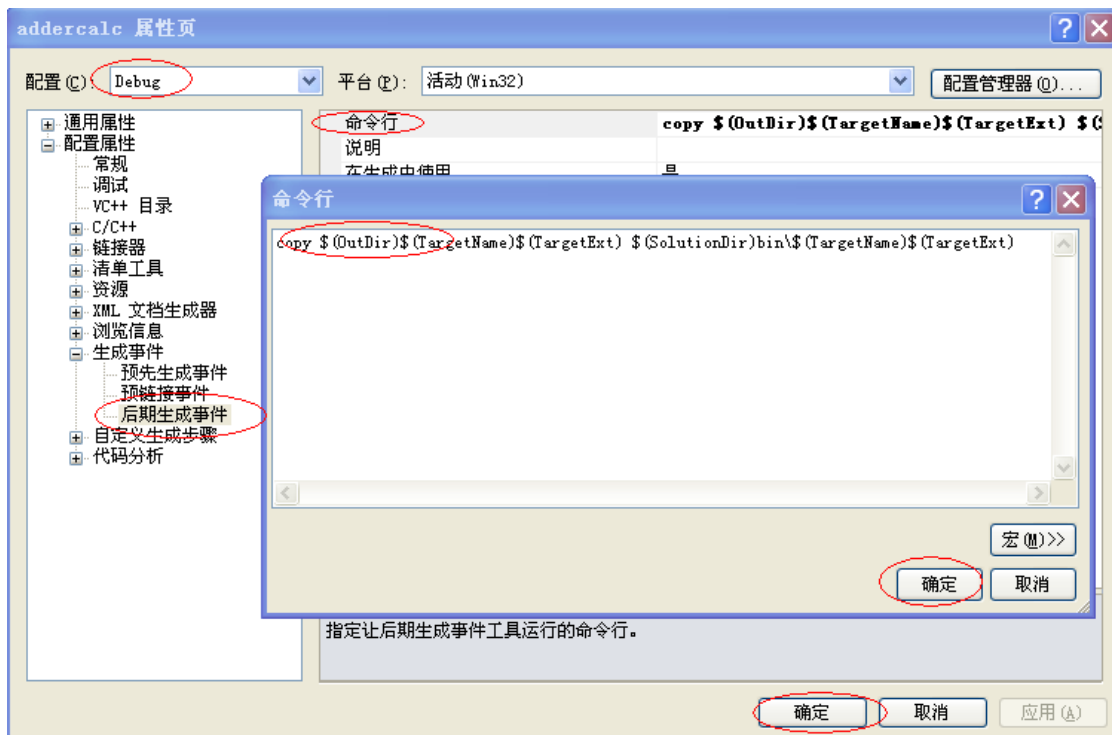 addercalc 属性页
配置(C): Debug 平台(P): 活动(Win32) 配置管理器(O)...
通用属性
配置属性
常规
调试
VC++ 目录
C/C++
链接器
清单工具
资源
XML 文档生成器
浏览信息
生成事件
预先生成事件
预链接事件
后期生成事件
自定义生成步骤
代码分析
命令行 copy $(OutDir)$(TargetName)$(TargetExt) $(S
说明
在生成中使用 是
命令行
copy $(OutDir)$(TargetName)$(TargetExt) $(SolutionDir)bin\$(TargetName)$(TargetExt)
宏(M)>>
确定 取消
指定让后期生成事件工具运行的命令行。
确定 取消 应用(A)